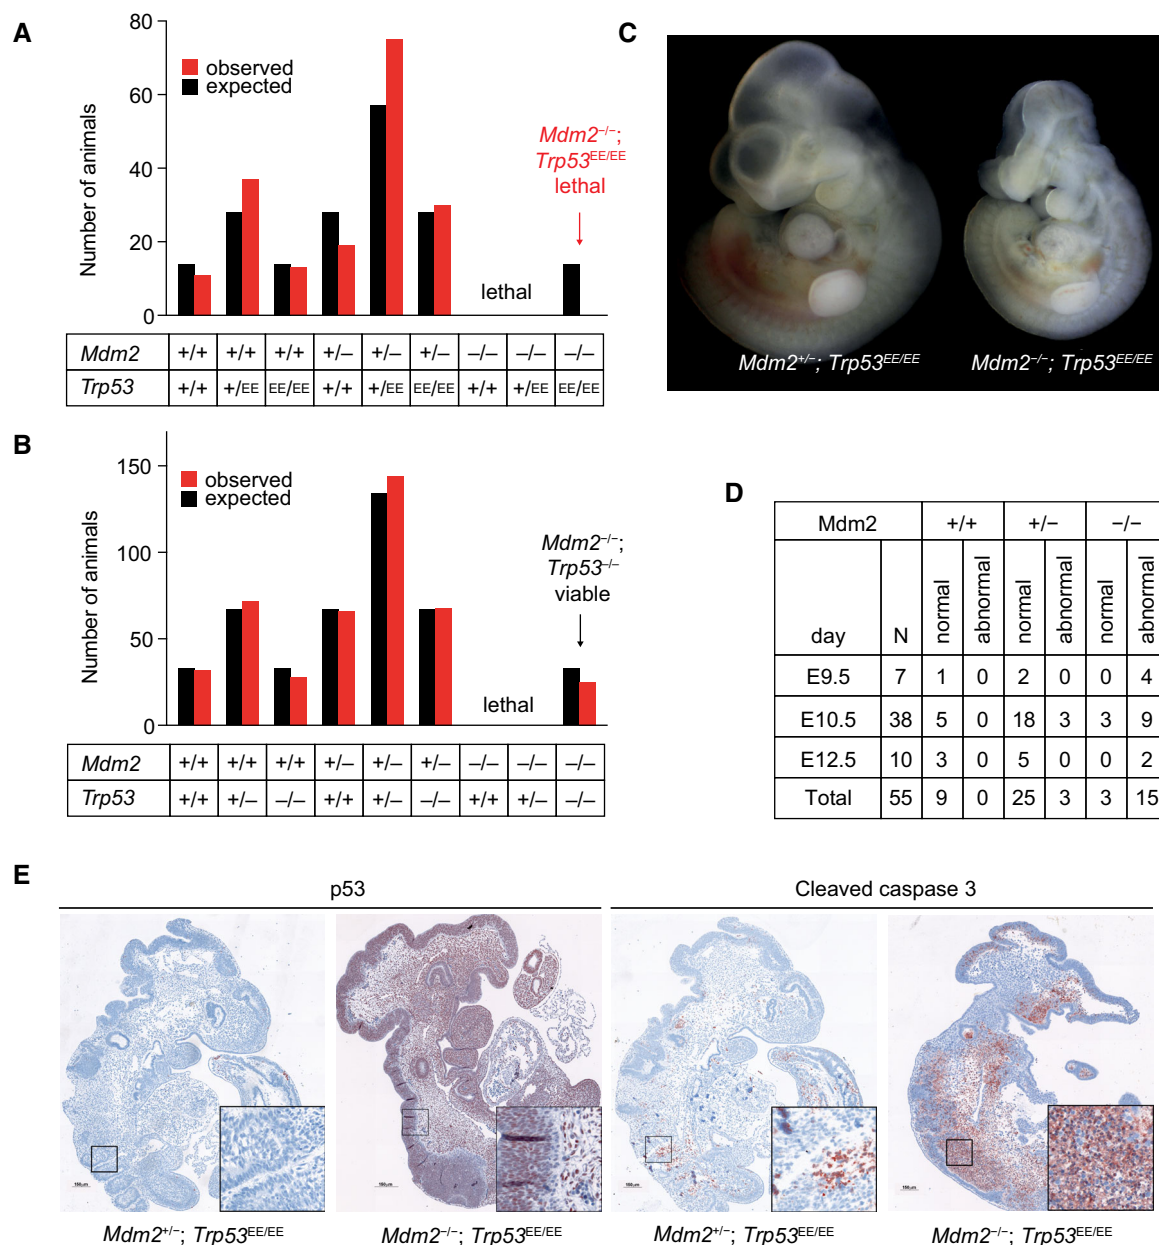 A
80
60
40
20
0
Number of animals
observed
expected
Mdm2–/–;
Trp53EE/EE
lethal
lethal
Mdm2 +/+ +/+ +/+ +/– +/– +/– –/– –/– –/–
Trp53 +/+ +/EE EE/EE +/+ +/EE EE/EE +/+ +/EE EE/EE
B
150
100
50
0
Number of animals
observed
expected
Mdm2–/–;
Trp53–/–
viable
lethal
Mdm2 +/+ +/+ +/+ +/– +/– +/– –/– –/– –/–
Trp53 +/+ +/– –/– +/+ +/– –/– +/+ +/– –/–
C
Mdm2+/–; Trp53EE/EE
Mdm2–/–; Trp53EE/EE
D
Mdm2 +/+ +/– –/–
day N normal abnormal normal abnormal normal abnormal
E9.5 7 1 0 2 0 0 4
E10.5 38 5 0 18 3 3 9
E12.5 10 3 0 5 0 0 2
Total 55 9 0 25 3 3 15
E
p53
Cleaved caspase 3
Mdm2+/–; Trp53EE/EE
Mdm2–/–; Trp53EE/EE
Mdm2+/–; Trp53EE/EE
Mdm2–/–; Trp53EE/EE